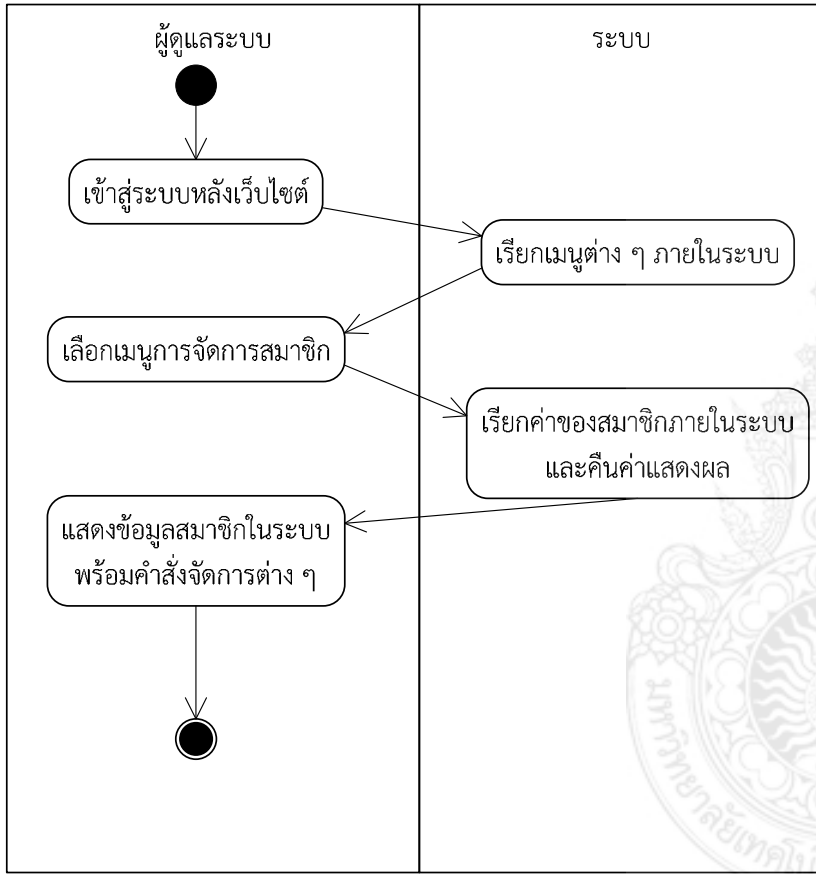 ผู้ดูแลระบบ
ระบบ
เข้าสู่ระบบหลังเว็บไซต์
เรียกเมนูต่าง ๆ ภายในระบบ
เลือกเมนูการจัดการสมาชิก
เรียกค่าของสมาชิกภายในระบบ
และคืนค่าแสดงผล
แสดงข้อมูลสมาชิกในระบบ
พร้อมคำสั่งจัดการต่าง ๆ